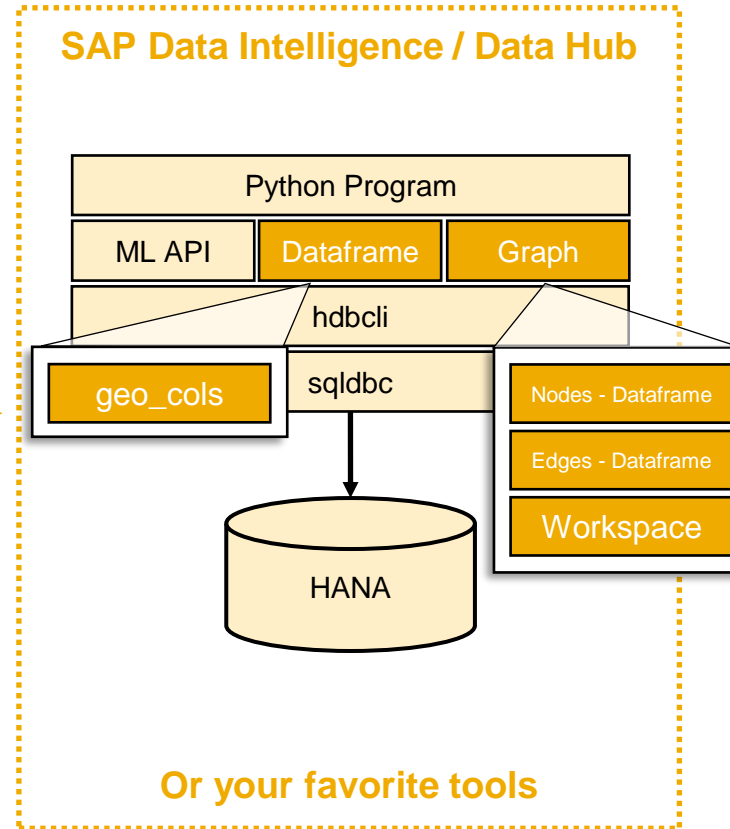 SAP Data Intelligence / Data Hub
Python Program
ML API
Dataframe
Graph
hdbcli
sqldbc
geo_cols
Nodes - Dataframe
Edges - Dataframe
Workspace
HANA
Or your favorite tools